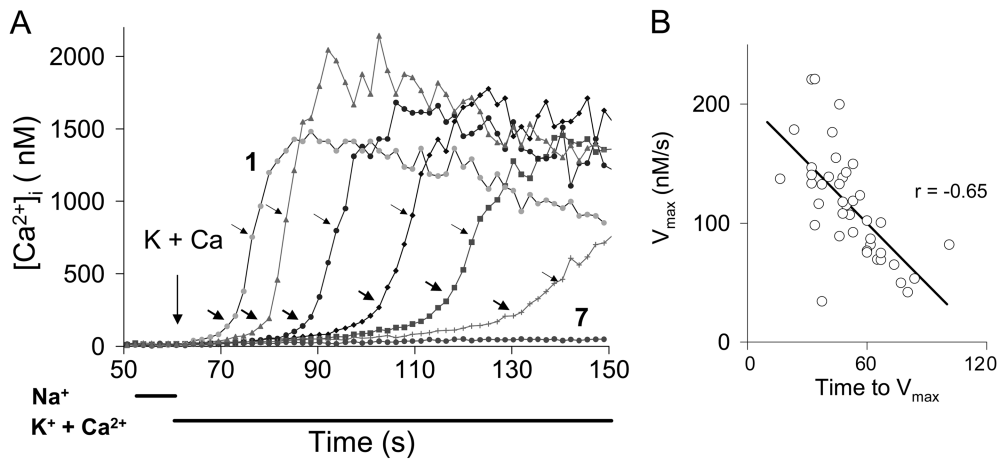 A
B
2000
1500
1000
500
0
[Ca²⁺]ᵢ ( nM)
1
K + Ca
7
50
70
90
110
130
150
Na⁺
K⁺ + Ca²⁺
Time (s)
200
100
0
Vmax (nM/s)
r = -0.65
0
60
120
Time to Vmax